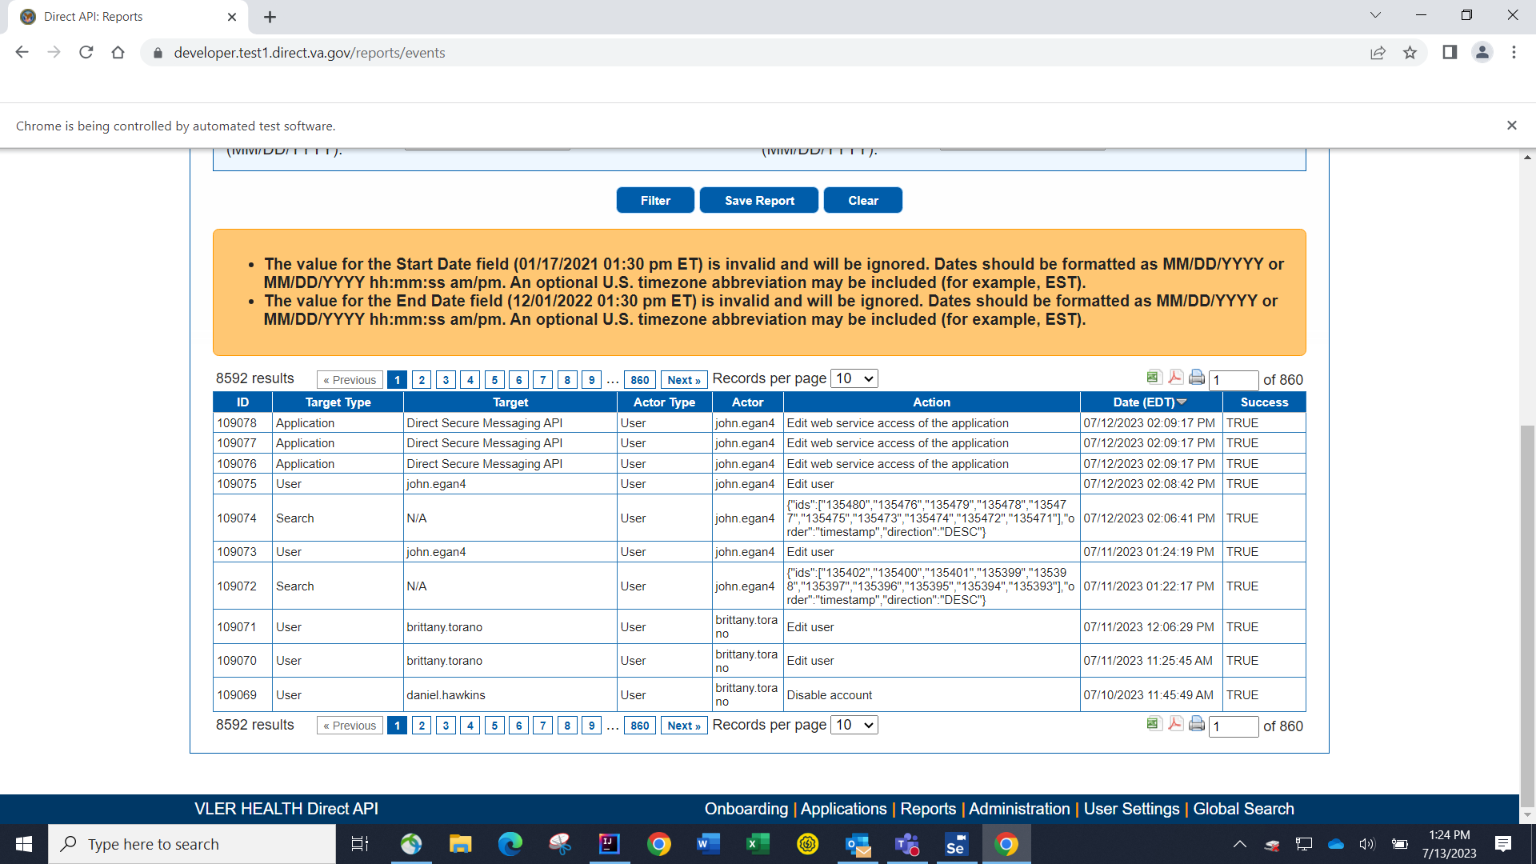 Direct API: Reports
developer.test1.direct.va.gov/reports/events
Chrome is being controlled by automated test software.
(MM/DD/YYYY): (MM/DD/YYYY):
Filter Save Report Clear
• The value for the Start Date field (01/17/2021 01:30 pm ET) is invalid and will be ignored. Dates should be formatted as MM/DD/YYYY or
MM/DD/YYYY hh:mm:ss am/pm. An optional U.S. timezone abbreviation may be included (for example, EST).
• The value for the End Date field (12/01/2022 01:30 pm ET) is invalid and will be ignored. Dates should be formatted as MM/DD/YYYY or
MM/DD/YYYY hh:mm:ss am/pm. An optional U.S. timezone abbreviation may be included (for example, EST).
8592 results « Previous 1 2 3 4 5 6 7 8 9 ... 860 Next » Records per page 10 1 of 860
ID Target Type Target Actor Type Actor Action Date (EDT) Success
109078 Application Direct Secure Messaging API User john.egan4 Edit web service access of the application 07/12/2023 02:09:17 PM TRUE
109077 Application Direct Secure Messaging API User john.egan4 Edit web service access of the application 07/12/2023 02:09:17 PM TRUE
109076 Application Direct Secure Messaging API User john.egan4 Edit web service access of the application 07/12/2023 02:09:17 PM TRUE
109075 User john.egan4 User john.egan4 Edit user 07/12/2023 02:08:42 PM TRUE
{"ids":["135480","135476","135479","135478","13547
109074 Search N/A User john.egan4 7","135475","135473","135474","135472","135471"],"o 07/12/2023 02:06:41 PM TRUE
rder":"timestamp","direction":"DESC"}
109073 User john.egan4 User john.egan4 Edit user 07/11/2023 01:24:19 PM TRUE
{"ids":["135402","135400","135401","135399","13539
109072 Search N/A User john.egan4 8","135397","135396","135395","135394","135393"],"o 07/11/2023 01:22:17 PM TRUE
rder":"timestamp","direction":"DESC"}
brittany.tora
109071 User brittany.torano User Edit user 07/11/2023 12:06:29 PM TRUE
no
brittany.tora
109070 User brittany.torano User Edit user 07/11/2023 11:25:45 AM TRUE
no
brittany.tora
109069 User daniel.hawkins User Disable account 07/10/2023 11:45:49 AM TRUE
no
8592 results « Previous 1 2 3 4 5 6 7 8 9 ... 860 Next » Records per page 10 1 of 860
VLER HEALTH Direct API Onboarding | Applications | Reports | Administration | User Settings | Global Search
Type here to search
1:24 PM
7/13/2023